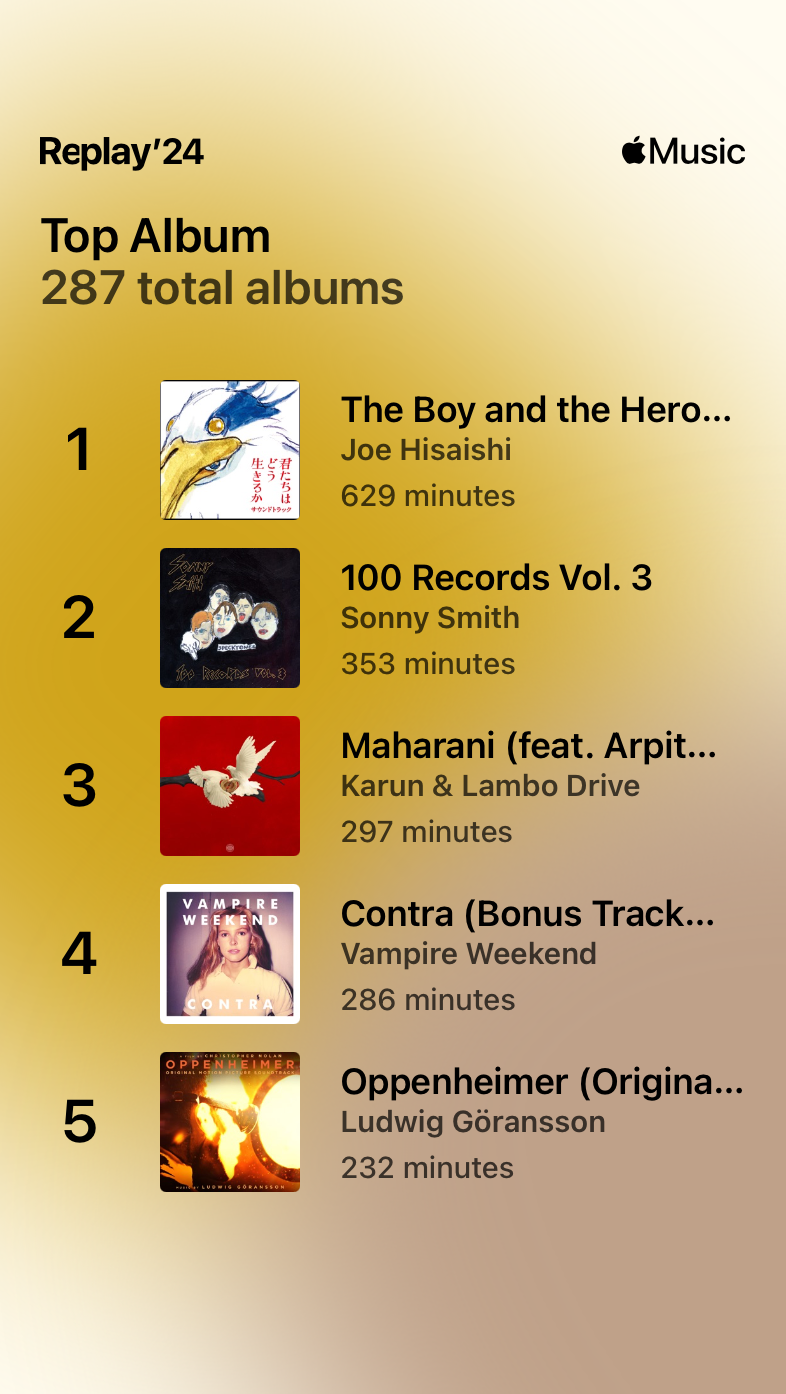 Replay’24
Music
Top Album
287 total albums
1
君たちは
どう
生きるか
サウンドトラック
The Boy and the Hero...
Joe Hisaishi
629 minutes
2
SONNY
SMITH
100 RECORDS VOL. 3
100 Records Vol. 3
Sonny Smith
353 minutes
3
Maharani (feat. Arpit...
Karun & Lambo Drive
297 minutes
4
VAMPIRE
WEEKEND
CONTRA
Contra (Bonus Track...
Vampire Weekend
286 minutes
5
A FILM BY CHRISTOPHER NOLAN
OPPENHEIMER
ORIGINAL MOTION PICTURE SOUNDTRACK
MUSIC BY LUDWIG GÖRANSSON
Oppenheimer (Origina...
Ludwig Göransson
232 minutes